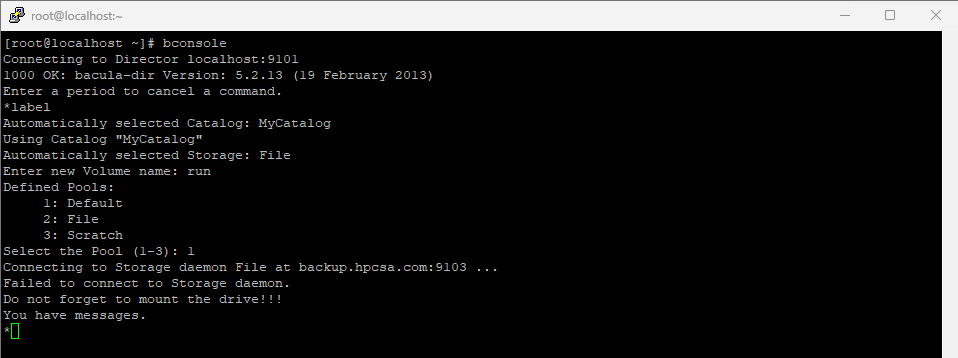 root@localhost:~
[root@localhost ~]# bconsole
Connecting to Director localhost:9101
1000 OK: bacula-dir Version: 5.2.13 (19 February 2013)
Enter a period to cancel a command.
*label
Automatically selected Catalog: MyCatalog
Using Catalog "MyCatalog"
Automatically selected Storage: File
Enter new Volume name: run
Defined Pools:
     1: Default
     2: File
     3: Scratch
Select the Pool (1-3): 1
Connecting to Storage daemon File at backup.hpcsa.com:9103 ...
Failed to connect to Storage daemon.
Do not forget to mount the drive!!!
You have messages.
*